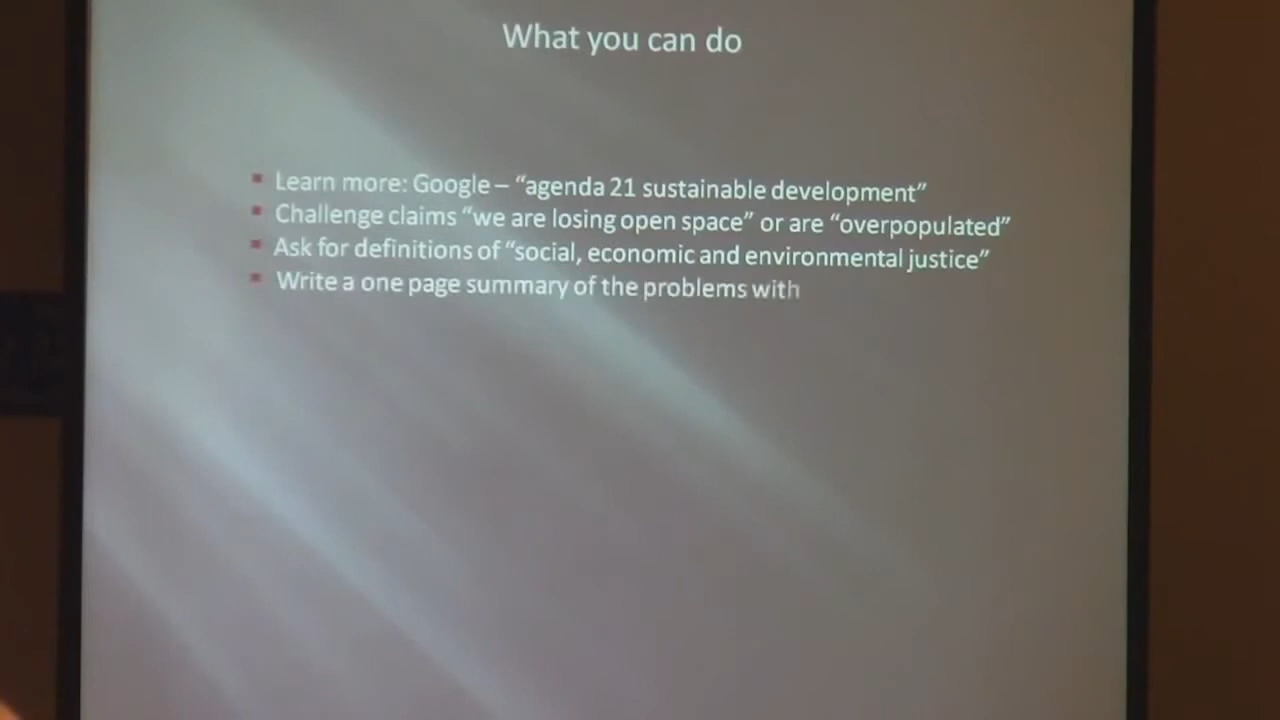 What you can do
▪ Learn more: Google – “agenda 21 sustainable development”
▪ Challenge claims “we are losing open space” or are “overpopulated”
▪ Ask for definitions of “social, economic and environmental justice”
▪ Write a one page summary of the problems with